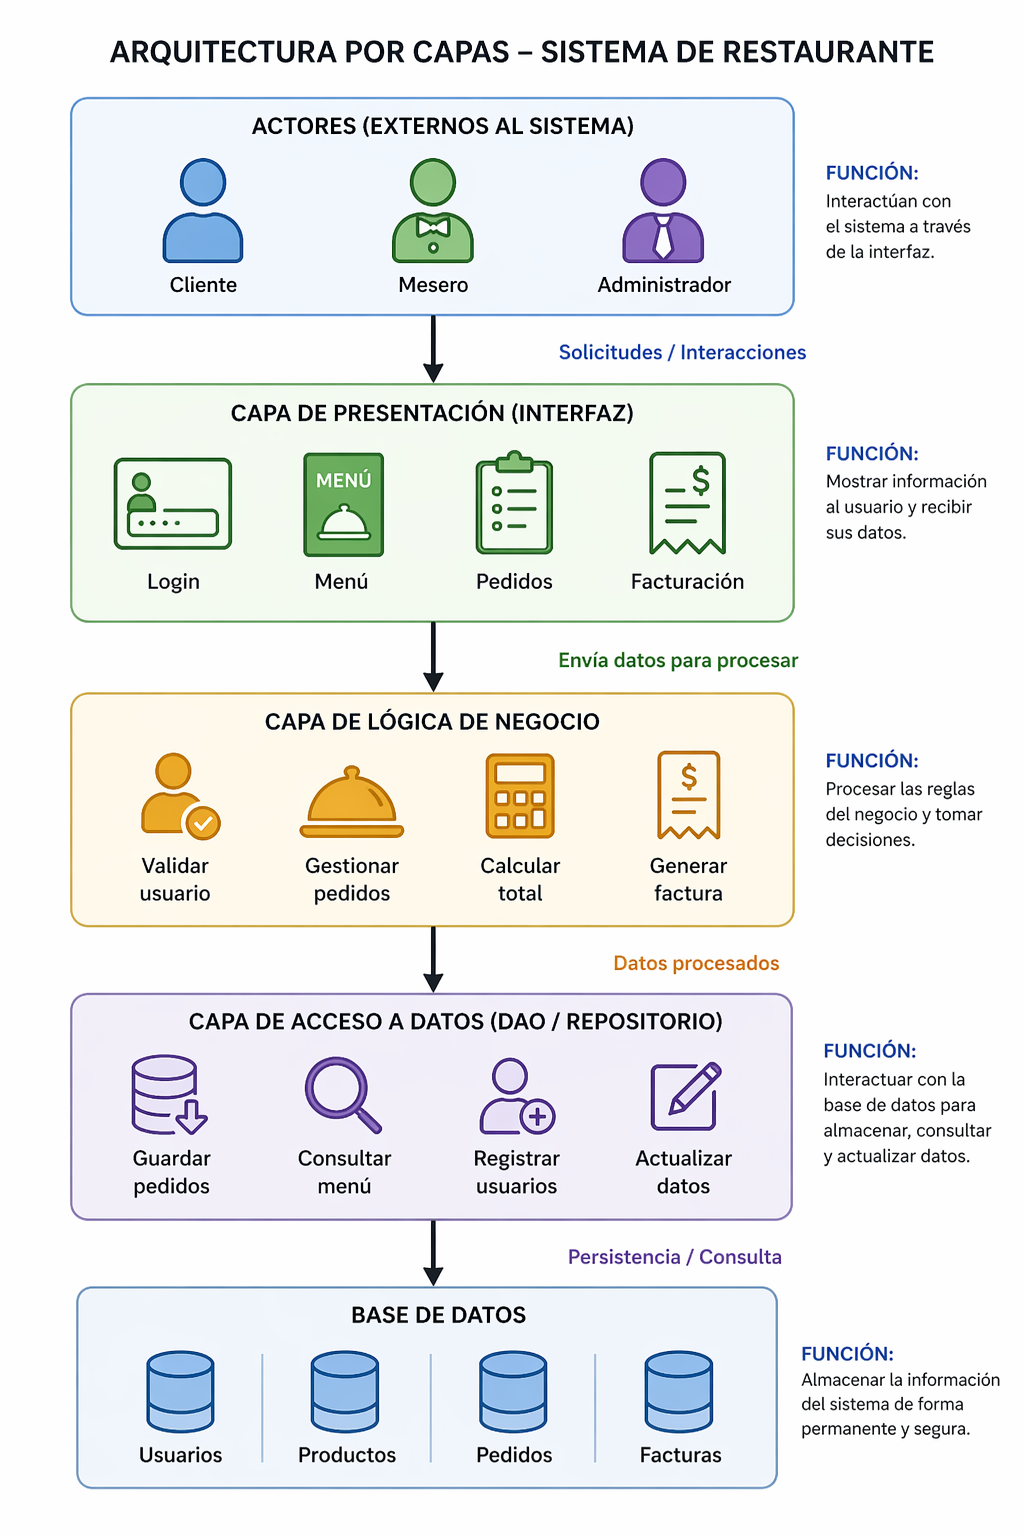 ARQUITECTURA POR CAPAS – SISTEMA DE RESTAURANTE
ACTORES (EXTERNOS AL SISTEMA)
Cliente
Mesero
Administrador
FUNCIÓN:
Interactúan con
el sistema a través
de la interfaz.
Solicitudes / Interacciones
CAPA DE PRESENTACIÓN (INTERFAZ)
MENÚ
$
Login
Menú
Pedidos
Facturación
FUNCIÓN:
Mostrar información
al usuario y recibir
sus datos.
Envía datos para procesar
CAPA DE LÓGICA DE NEGOCIO
$
Validar
usuario
Gestionar
pedidos
Calcular
total
Generar
factura
FUNCIÓN:
Procesar las reglas
del negocio y tomar
decisiones.
Datos procesados
CAPA DE ACCESO A DATOS (DAO / REPOSITORIO)
Guardar
pedidos
Consultar
menú
Registrar
usuarios
Actualizar
datos
FUNCIÓN:
Interactuar con la
base de datos para
almacenar, consultar
y actualizar datos.
Persistencia / Consulta
BASE DE DATOS
Usuarios
Productos
Pedidos
Facturas
FUNCIÓN:
Almacenar la información
del sistema de forma
permanente y segura.